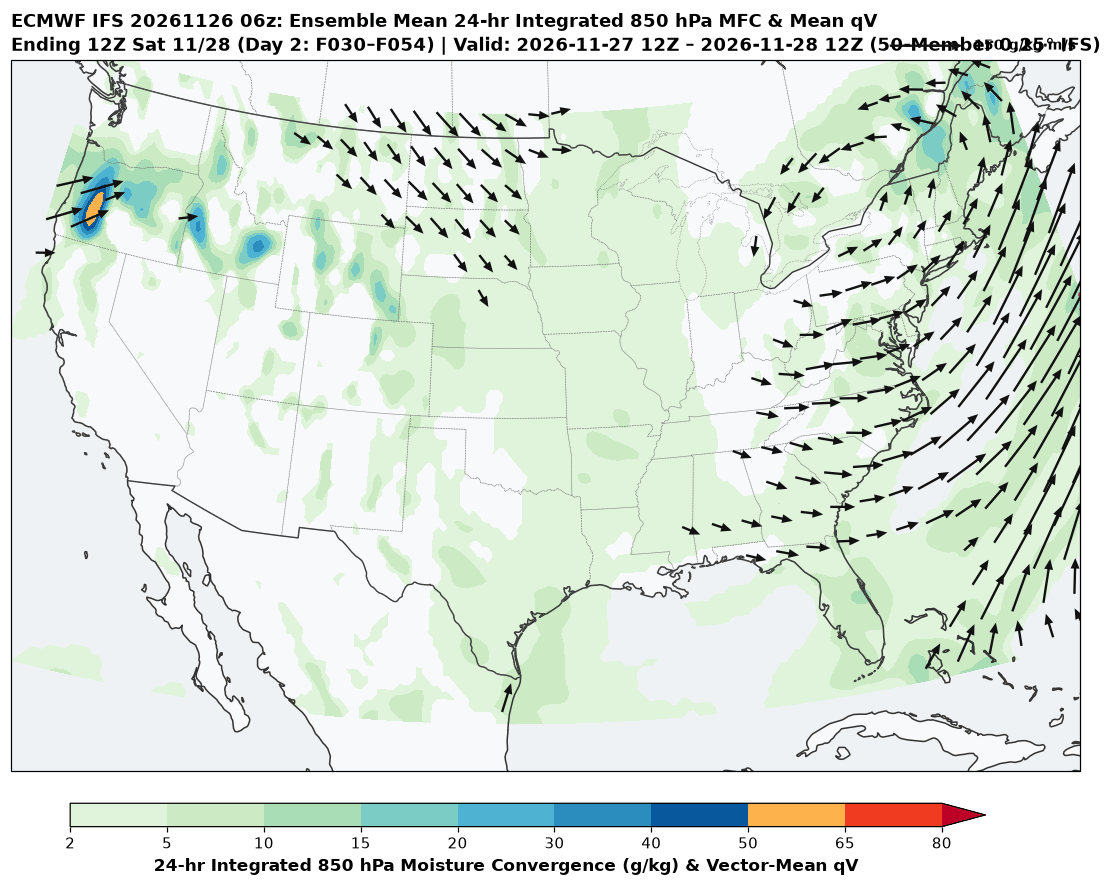 ECMWF IFS 20261126 06z: Ensemble Mean 24-hr Integrated 850 hPa MFC & Mean qV
Ending 12Z Sat 11/28 (Day 2: F030–F054) | Valid: 2026-11-27 12Z – 2026-11-28 12Z (50-Member 0.25° IFS)
150 g/kg·m/s
2 5 10 15 20 30 40 50 65 80
24-hr Integrated 850 hPa Moisture Convergence (g/kg) & Vector-Mean qV